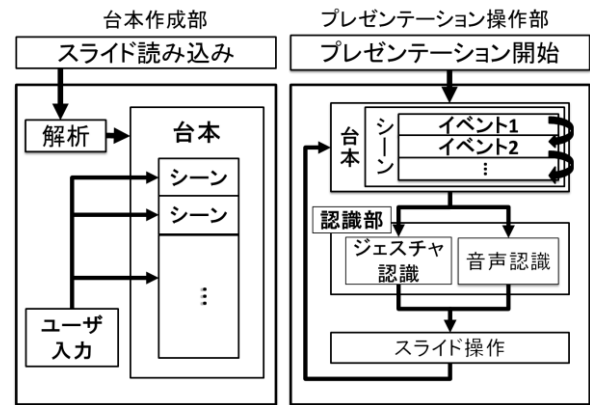 台本作成部
スライド読み込み
解析
台本
シーン
シーン
⋮
ユーザ
入力
プレゼンテーション操作部
プレゼンテーション開始
台本
シーン
イベント1
イベント2
⋮
認識部
ジェスチャ
認識
音声認識
スライド操作